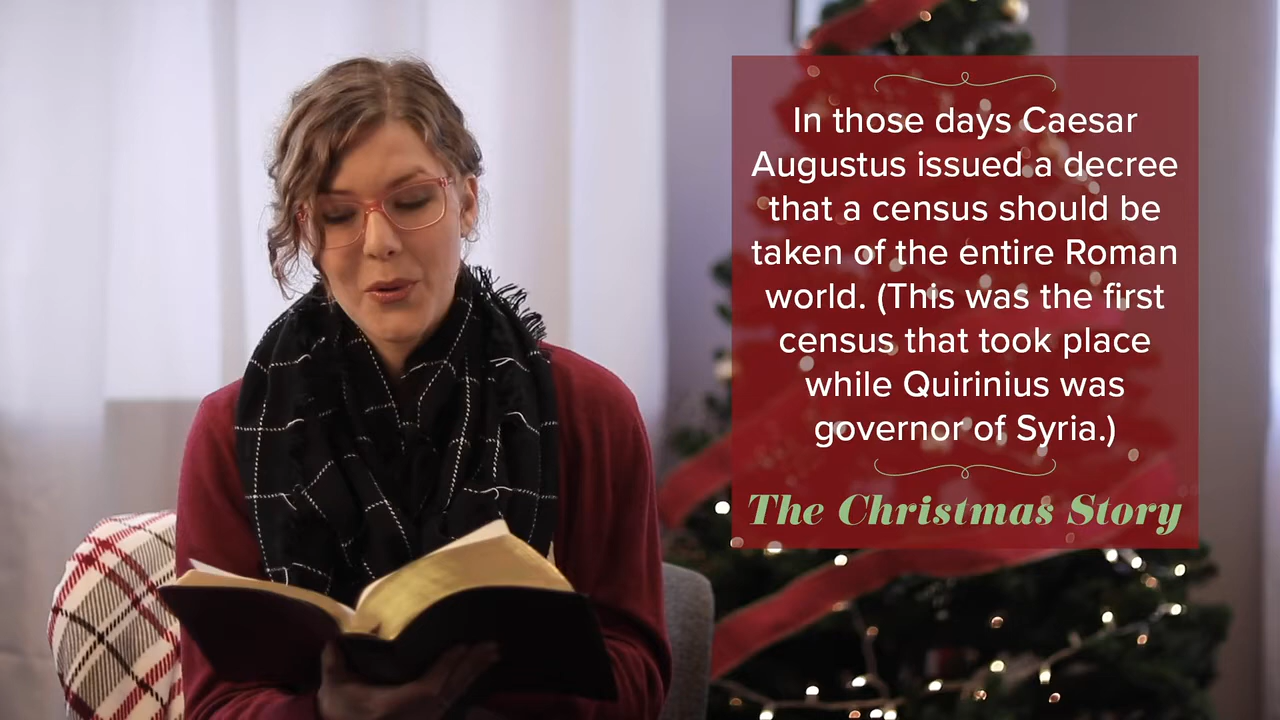 In those days Caesar
Augustus issued a decree
that a census should be
taken of the entire Roman
world. (This was the first
census that took place
while Quirinius was
governor of Syria.)
The Christmas Story